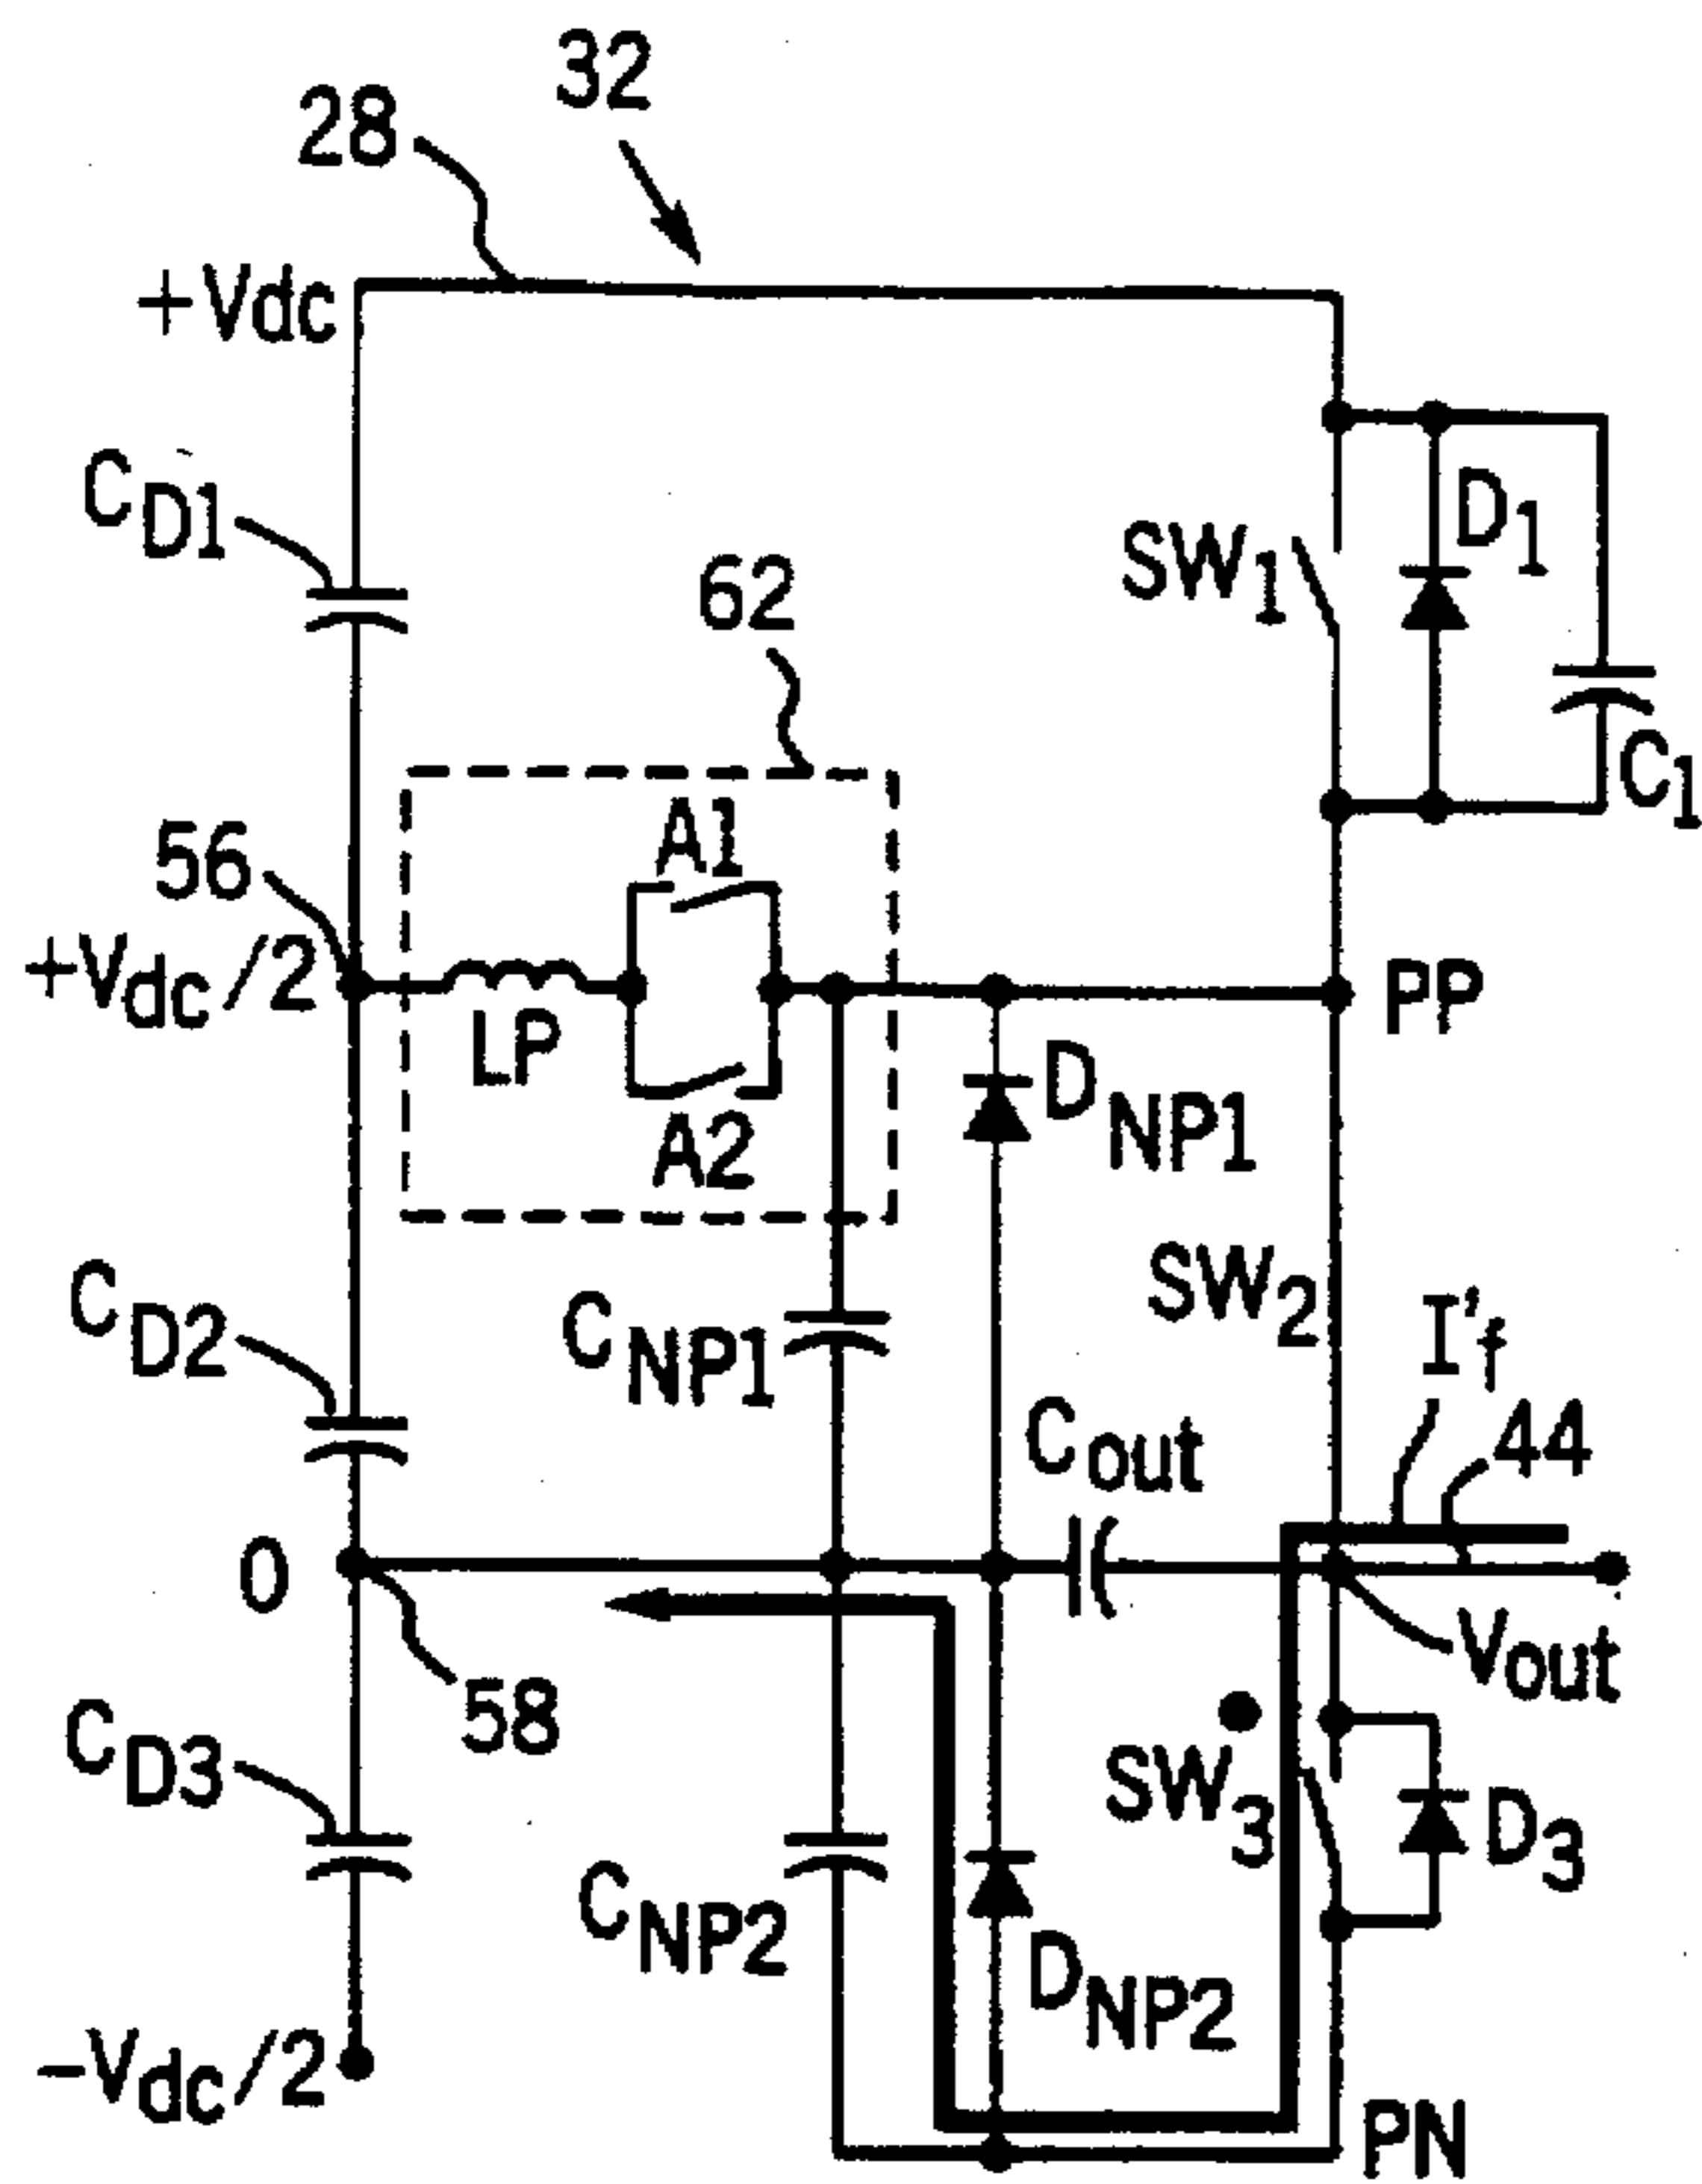 32
28
+Vdc
CD1
SW1
D1
62
C1
A1
56
+Vdc/2
LP
PP
DNP1
A2
SW2
CD2
CNP1
I'f
44
Cout
0
Vout
58
CD3
SW3
D3
CNP2
DNP2
-Vdc/2
PN